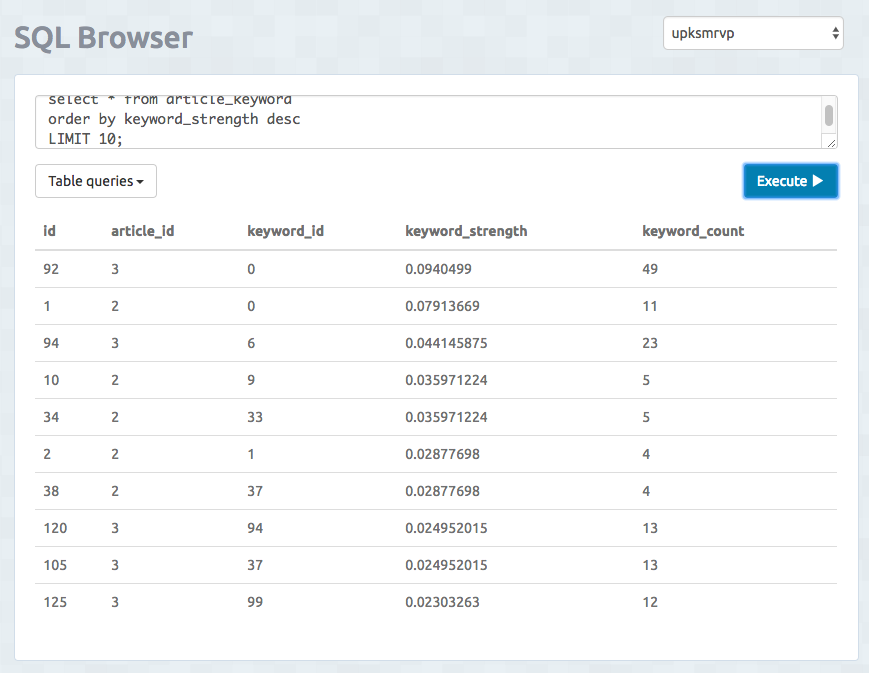 SQL Browser
upksmrvp
select * from article_keyword
order by keyword_strength desc
LIMIT 10;
Table queries
Execute
id article_id keyword_id keyword_strength keyword_count
92 3 0 0.0940499 49
1 2 0 0.07913669 11
94 3 6 0.044145875 23
10 2 9 0.035971224 5
34 2 33 0.035971224 5
2 2 1 0.02877698 4
38 2 37 0.02877698 4
120 3 94 0.024952015 13
105 3 37 0.024952015 13
125 3 99 0.02303263 12